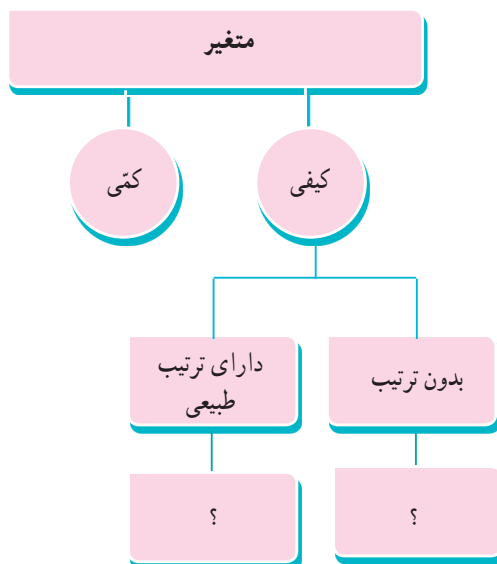 متغیر
کیفی
کمّی
بدون ترتیب
دارای ترتیب
طبیعی
؟
؟